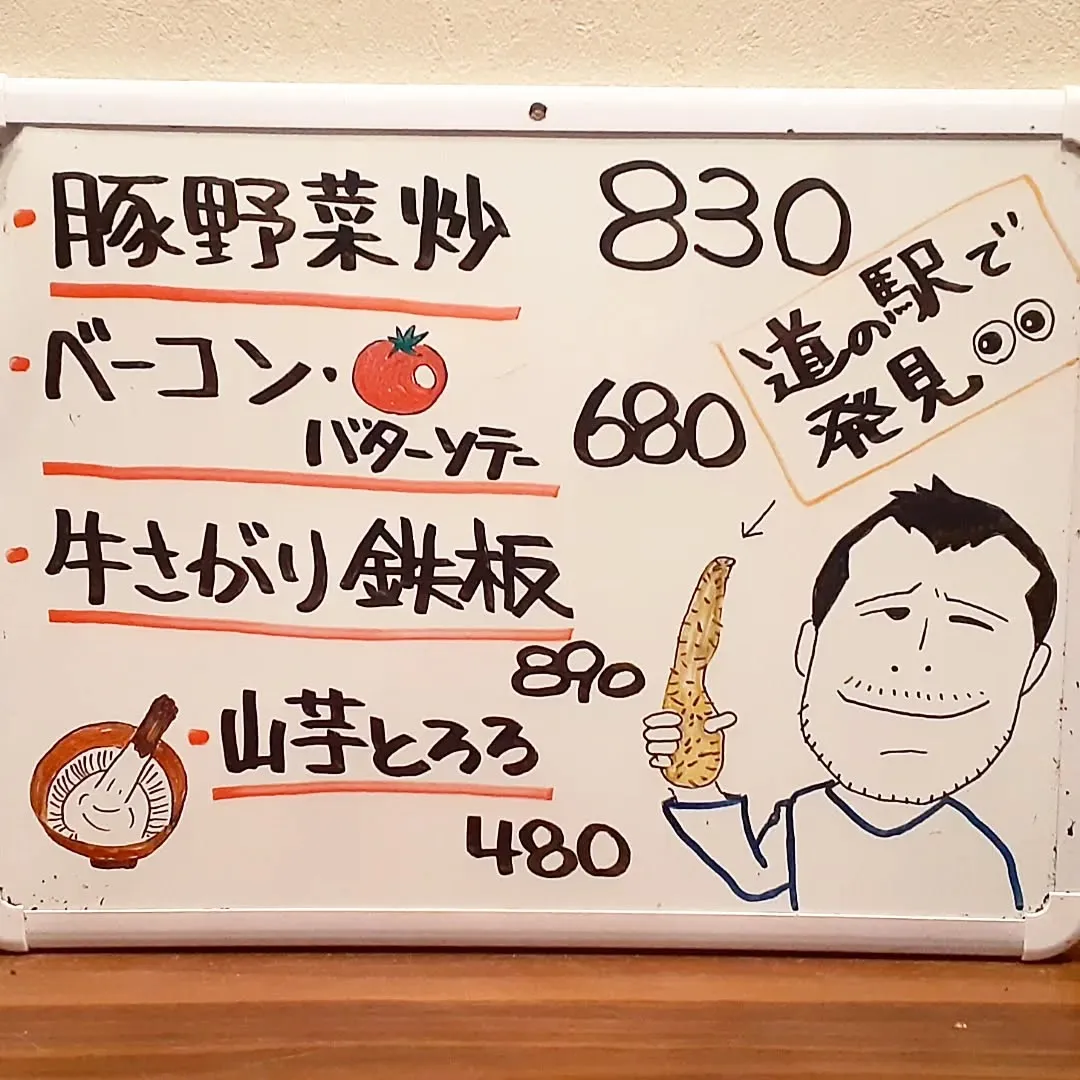 豚野菜炒 830
ベーコン・
バターソテー 680
牛さがり鉄板
890
山芋とろろ
480
道の駅で
発見